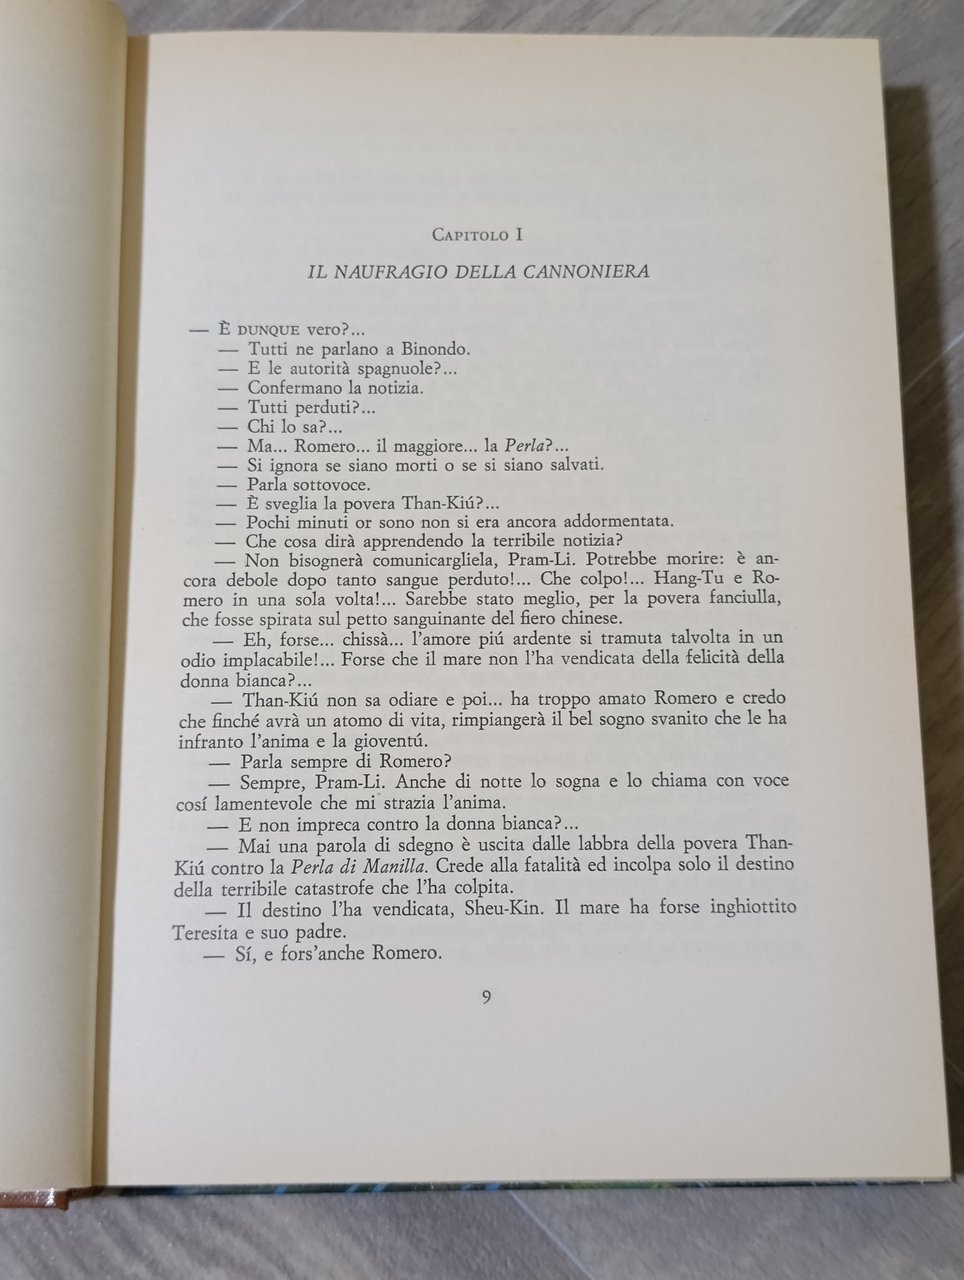 Capitolo I
IL NAUFRAGIO DELLA CANNONIERA
— È DUNQUE vero?...
— Tutti ne parlano a Binondo.
— E le autorità spagnuole?...
— Confermano la notizia.
— Tutti perduti?...
— Chi lo sa?...
— Ma... Romero... il maggiore... la Perla?...
— Si ignora se siano morti o se si siano salvati.
— Parla sottovoce.
— È sveglia la povera Than-Kiú?...
— Pochi minuti or sono non si era ancora addormentata.
— Che cosa dirà apprendendo la terribile notizia?
— Non bisognerà comunicargliela, Pram-Li. Potrebbe morire: è an-
cora debole dopo tanto sangue perduto!... Che colpo!... Hang-Tu e Ro-
mero in una sola volta!... Sarebbe stato meglio, per la povera fanciulla,
che fosse spirata sul petto sanguinante del fiero chinese.
— Eh, forse... chissà... l'amore piú ardente si tramuta talvolta in un
odio implacabile!... Forse che il mare non l'ha vendicata della felicità della
donna bianca?...
— Than-Kiú non sa odiare e poi... ha troppo amato Romero e credo
che finché avrà un atomo di vita, rimpiangerà il bel sogno svanito che le ha
infranto l'anima e la gioventú.
— Parla sempre di Romero?
— Sempre, Pram-Li. Anche di notte lo sogna e lo chiama con voce
cosí lamentevole che mi strazia l'anima.
— E non impreca contro la donna bianca?...
— Mai una parola di sdegno è uscita dalle labbra della povera Than-
Kiú contro la Perla di Manilla. Crede alla fatalità ed incolpa solo il destino
della terribile catastrofe che l'ha colpita.
— Il destino l'ha vendicata, Sheu-Kin. Il mare ha forse inghiottito
Teresita e suo padre.
— Sí, e fors'anche Romero.
9